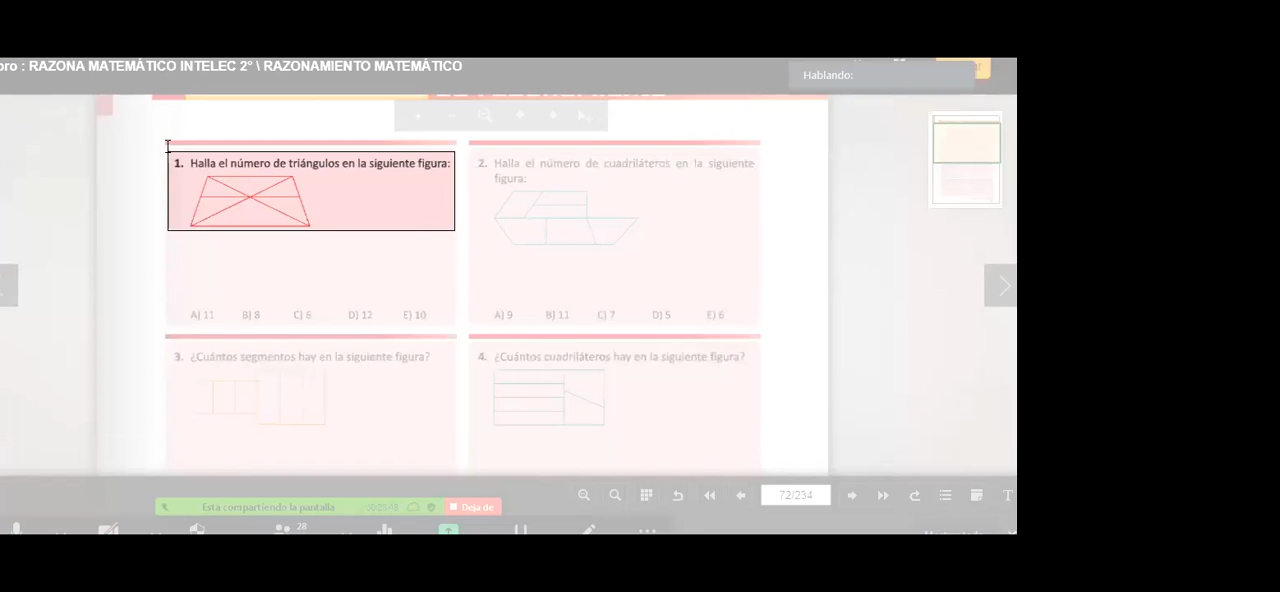 bro : RAZONA MATEMÁTICO INTELEC 2° \ RAZONAMIENTO MATEMÁTICO
Hablando:
1. Halla el número de triángulos en la siguiente figura:
A) 11 B) 8 C) 6 D) 12 E) 10
2. Halla el número de cuadriláteros en la siguiente
figura:
A) 9 B) 11 C) 7 D) 5 E) 6
3. ¿Cuántos segmentos hay en la siguiente figura?
4. ¿Cuántos cuadriláteros hay en la siguiente figura?
72/234
T
Está compartiendo la pantalla
Deja de
28